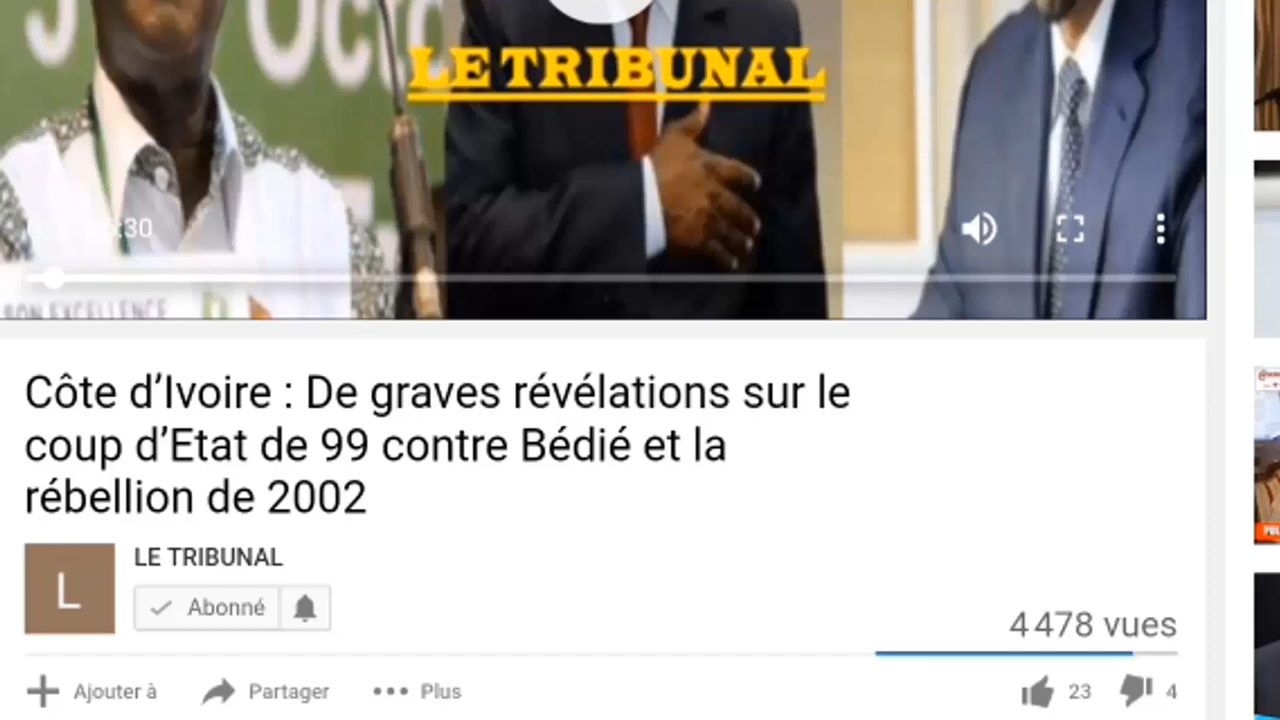 LE TRIBUNAL
:30
Côte d’Ivoire : De graves révélations sur le
coup d’Etat de 99 contre Bédié et la
rébellion de 2002
L
LE TRIBUNAL
Abonné
4 478 vues
Ajouter à
Partager
Plus
23
4